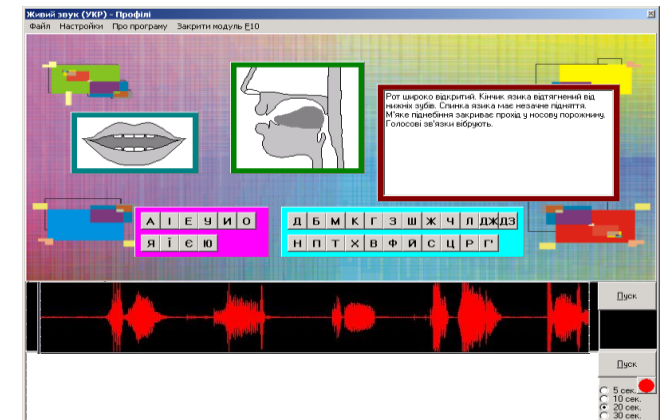 Живий звук (УКР) - Профілі
Файл Настройки Про програму Закрити модуль F10
Рот широко відкритий. Кінчик язика відтягнений від
нижніх зубів. Спинка язика має незначне підняття.
М'яке піднебіння закриває прохід у носову порожнину.
Голосові зв'язки вібрують.
А І Е У И О
Я Ї Є Ю
Д Б М К Г З Ш Ж Ч Л ДЖ ДЗ
Н П Т Х В Ф Й С Ц Р Г'
Пуск
Пуск
5 сек.
10 сек.
20 сек.
30 сек.